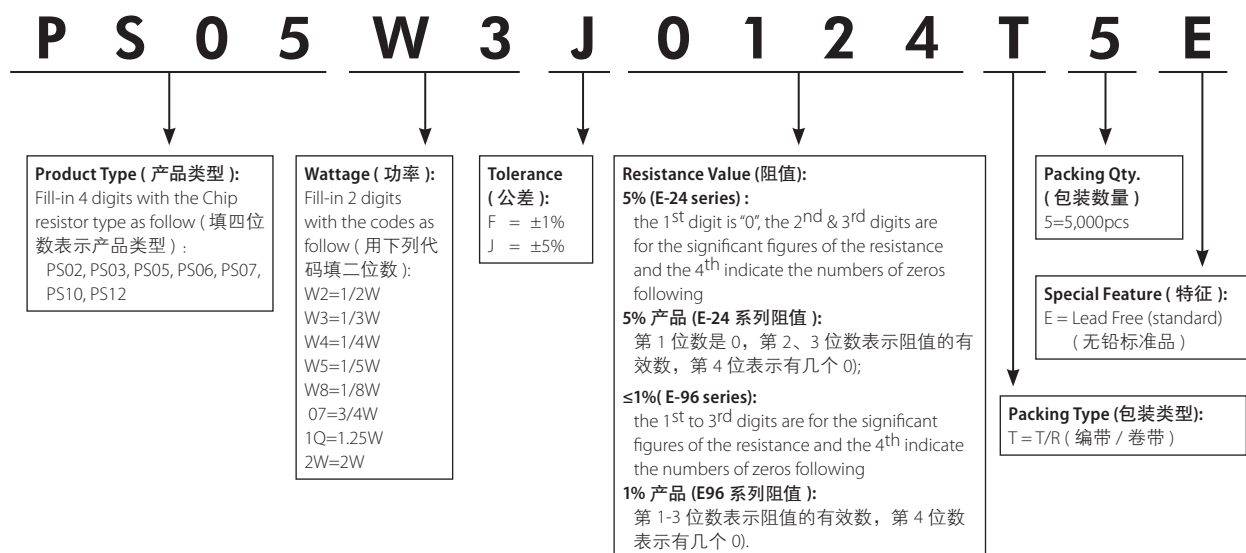 PS05W3J0124T5E
Product Type ( 产品类型 ):
Fill-in 4 digits with the Chip
resistor type as follow ( 填四位
数表示产品类型 ) :
PS02, PS03, PS05, PS06, PS07,
PS10, PS12
Wattage ( 功率 ):
Fill-in 2 digits
with the codes as
follow ( 用下列代
码填二位数 ):
W2=1/2W
W3=1/3W
W4=1/4W
W5=1/5W
W8=1/8W
07=3/4W
1Q=1.25W
2W=2W
Tolerance
( 公差 ):
F = ±1%
J = ±5%
Resistance Value (阻值):
5% (E-24 series) :
the 1st digit is "0", the 2nd & 3rd digits are
for the significant figures of the resistance
and the 4th indicate the numbers of zeros
following
5% 产品 (E-24 系列阻值 ):
第 1 位数是 0，第 2、3 位数表示阻值的有
效数，第 4 位表示有几个 0);
≤1%( E-96 series):
the 1st to 3rd digits are for the significant
figures of the resistance and the 4th indicate
the numbers of zeros following
1% 产品 (E96 系列阻值 ):
第 1-3 位数表示阻值的有效数，第 4 位数
表示有几个 0).
Packing Qty.
( 包装数量 )
5=5,000pcs
Special Feature ( 特征 ):
E = Lead Free (standard)
( 无铅标准品 )
Packing Type (包装类型):
T = T/R ( 编带 / 卷带 )